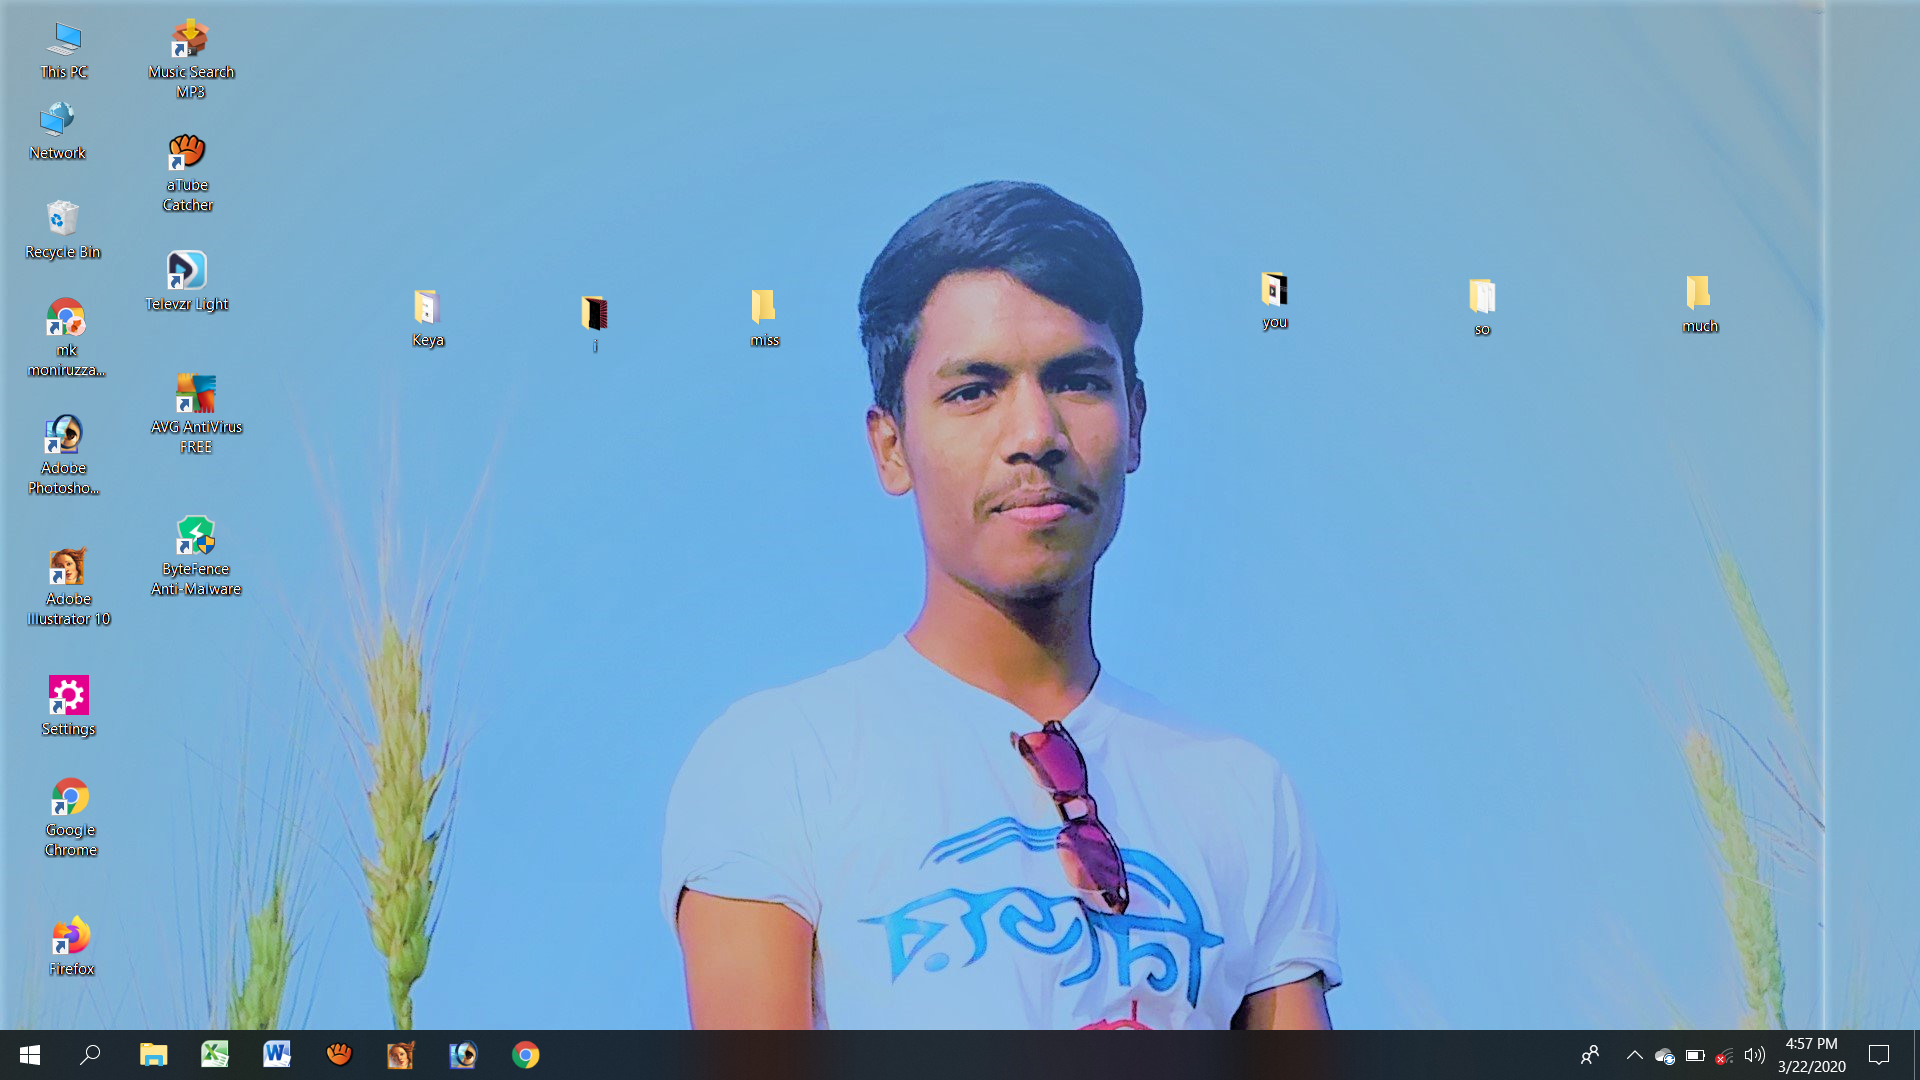 This PC
Music Search
MP3
Network
aTube
Catcher
Recycle Bin
Televzr Light
mk
moniruzza...
AVG AntiVirus
FREE
Adobe
Photosho...
ByteFence
Anti-Malware
Adobe
Illustrator 10
Settings
Google
Chrome
Firefox
Keya
i
miss
you
so
much
4:57 PM
3/22/2020